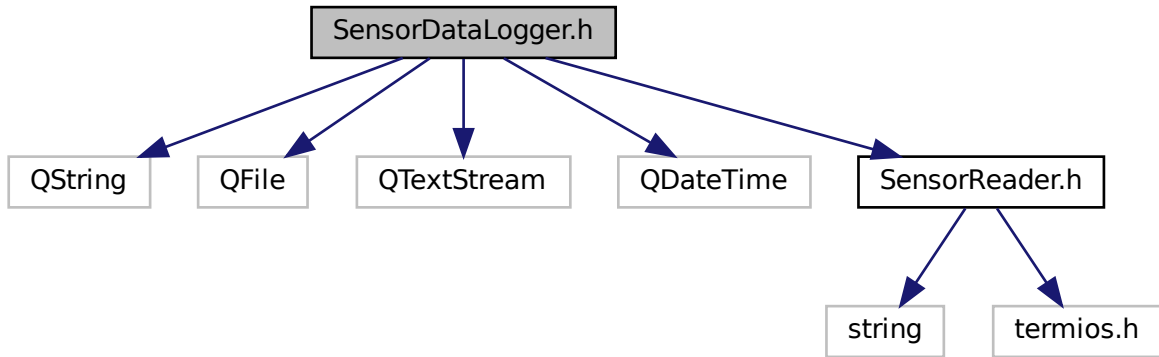 SensorDataLogger.h
QString
QFile
QTextStream
QDateTime
SensorReader.h
string
termios.h